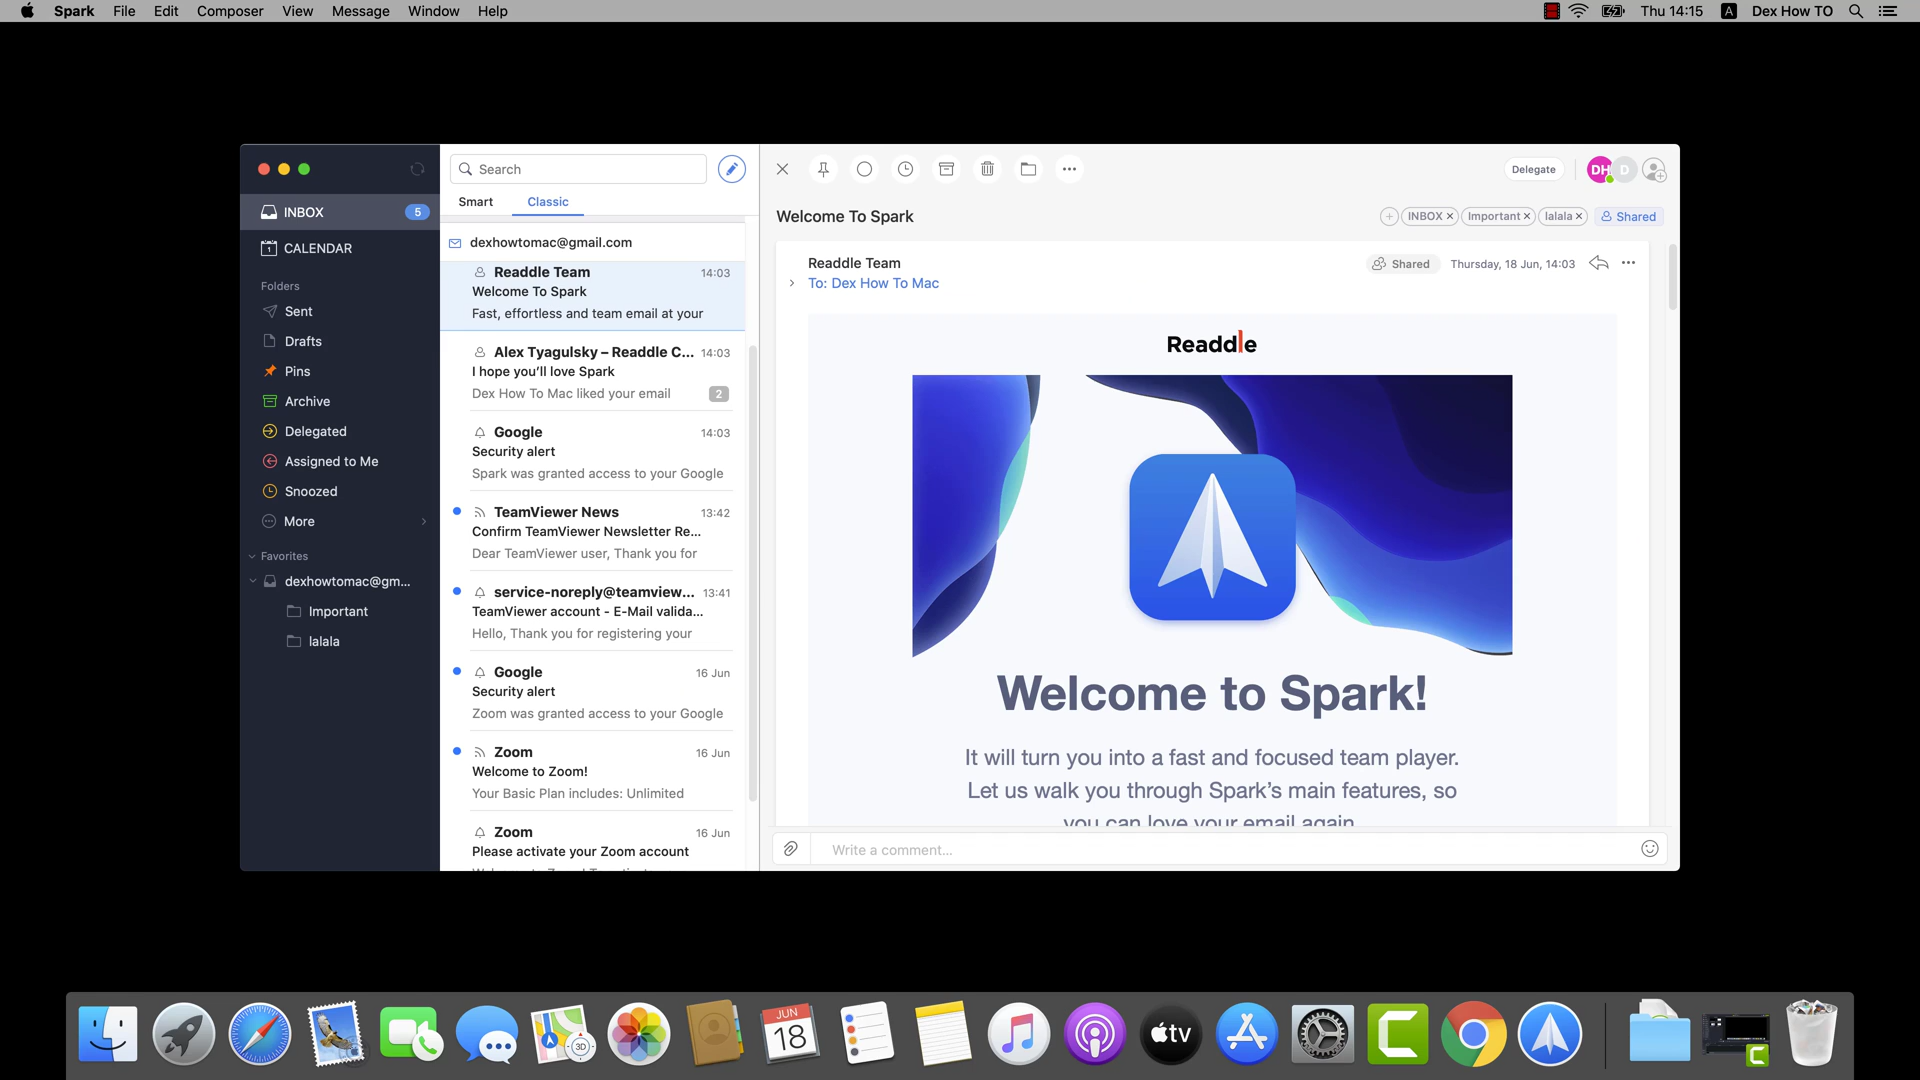 Spark File Edit Composer View Message Window Help
Thu 14:15 A Dex How TO
INBOX 5
CALENDAR
Folders
Sent
Drafts
Pins
Archive
Delegated
Assigned to Me
Snoozed
More
Favorites
dexhowtomac@gm...
Important
lalala
Search
Smart Classic
dexhowtomac@gmail.com
Readdle Team 14:03
Welcome To Spark
Fast, effortless and team email at your
Alex Tyagulsky – Readdle C... 14:03
I hope you'll love Spark
Dex How To Mac liked your email 2
Google 14:03
Security alert
Spark was granted access to your Google
TeamViewer News 13:42
Confirm TeamViewer Newsletter Re...
Dear TeamViewer user, Thank you for
service-noreply@teamview... 13:41
TeamViewer account - E-Mail valida...
Hello, Thank you for registering your
Google 16 Jun
Security alert
Zoom was granted access to your Google
Zoom 16 Jun
Welcome to Zoom!
Your Basic Plan includes: Unlimited
Zoom 16 Jun
Please activate your Zoom account
Delegate DH D
Welcome To Spark
INBOX Important lalala Shared
Readdle Team
Shared Thursday, 18 Jun, 14:03
To: Dex How To Mac
Readdle
Welcome to Spark!
It will turn you into a fast and focused team player.
Let us walk you through Spark's main features, so
you can love your email again.
Write a comment...
JUN
18
3D
tv